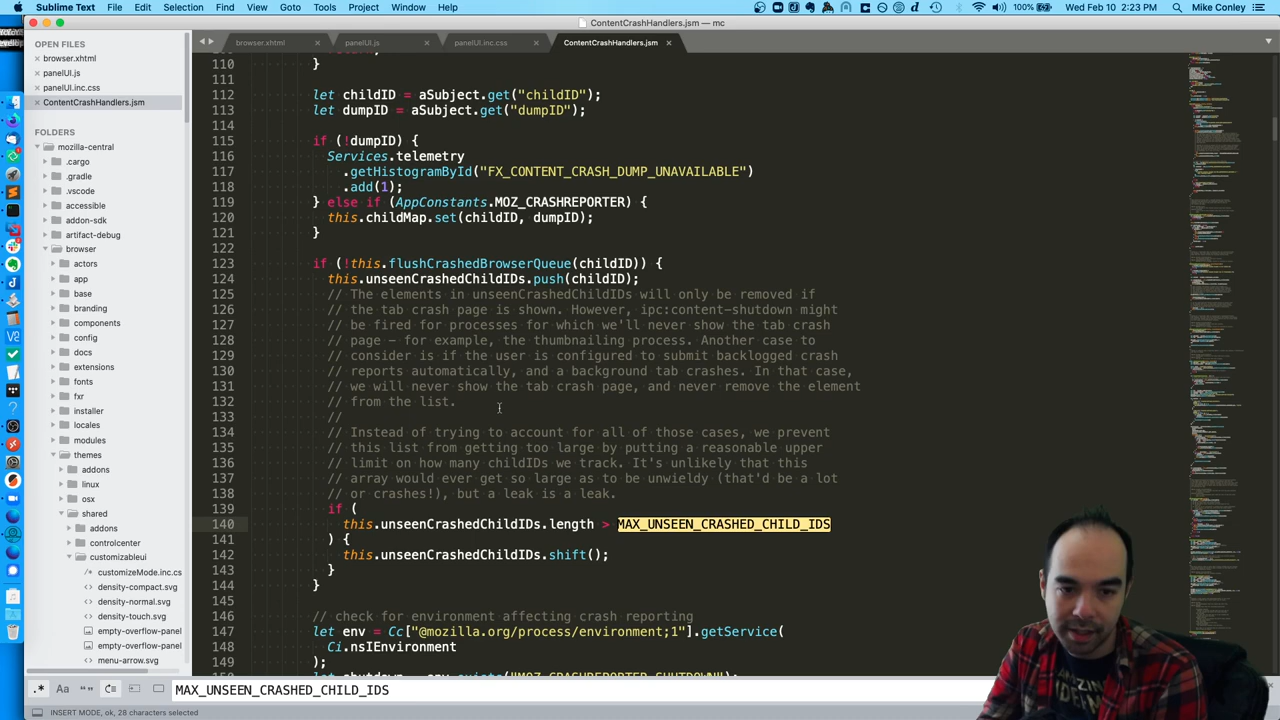 Sublime Text File Edit Selection Find View Goto Tools Project Window Help 100% Wed Feb 10 2:23 PM Mike Conley
ContentCrashHandlers.jsm — mc
OPEN FILES
browser.xhtml
panelUI.js
panelUI.inc.css
ContentCrashHandlers.jsm
FOLDERS
mozilla-central
.cargo
.gradle
.vscode
accessible
addon-sdk
artifact-debug
browser
actors
app
base
branding
components
config
docs
extensions
fonts
fxr
installer
locales
modules
themes
addons
linux
osx
shared
addons
controlcenter
customizableui
customizeMode.inc.cs
density-compact.svg
density-normal.svg
density-touch.svg
empty-overflow-panel
empty-overflow-panel
menu-arrow.svg
browser.xhtml panelUI.js panelUI.inc.css ContentCrashHandlers.jsm
110 }
111
112 let childID = aSubject.get("childID");
113 let dumpID = aSubject.get("dumpID");
114
115 if (!dumpID) {
116 Services.telemetry
117 .getHistogramById("FX_CONTENT_CRASH_DUMP_UNAVAILABLE")
118 .add(1);
119 } else if (AppConstants.MOZ_CRASHREPORTER) {
120 this.childMap.set(childID, dumpID);
121 }
122
123 if (!this.flushCrashedBrowserQueue(childID)) {
124 this.unseenCrashedChildIDs.push(childID);
125 // The elements in unseenCrashedChildIDs will only be removed if
126 // the tab crash page is shown. However, ipc:content-shutdown might
127 // be fired for processes for which we'll never show the tab crash
128 // page - for example, the thumbnailing process. Another case to
129 // consider is if the user is configured to submit backlogged crash
130 // reports automatically, and a background tab crashes. In that case,
131 // we will never show the tab crash page, and never remove the element
132 // from the list.
133 //
134 // Instead of trying to account for all of those cases, we prevent
135 // this list from getting too large by putting a reasonable upper
136 // limit on how many childIDs we track. It's unlikely that this
137 // array would ever get so large as to be unwieldy (that'd be a lot
138 // or crashes!), but a leak is a leak.
139 if (
140 this.unseenCrashedChildIDs.length > MAX_UNSEEN_CRASHED_CHILD_IDS
141 ) {
142 this.unseenCrashedChildIDs.shift();
143 }
144 }
145
146 // check for environment affecting crash reporting
147 let env = Cc["@mozilla.org/process/environment;1"].getService(
148 Ci.nsIEnvironment
149 );
MAX_UNSEEN_CRASHED_CHILD_IDS
INSERT MODE, ok, 28 characters selected